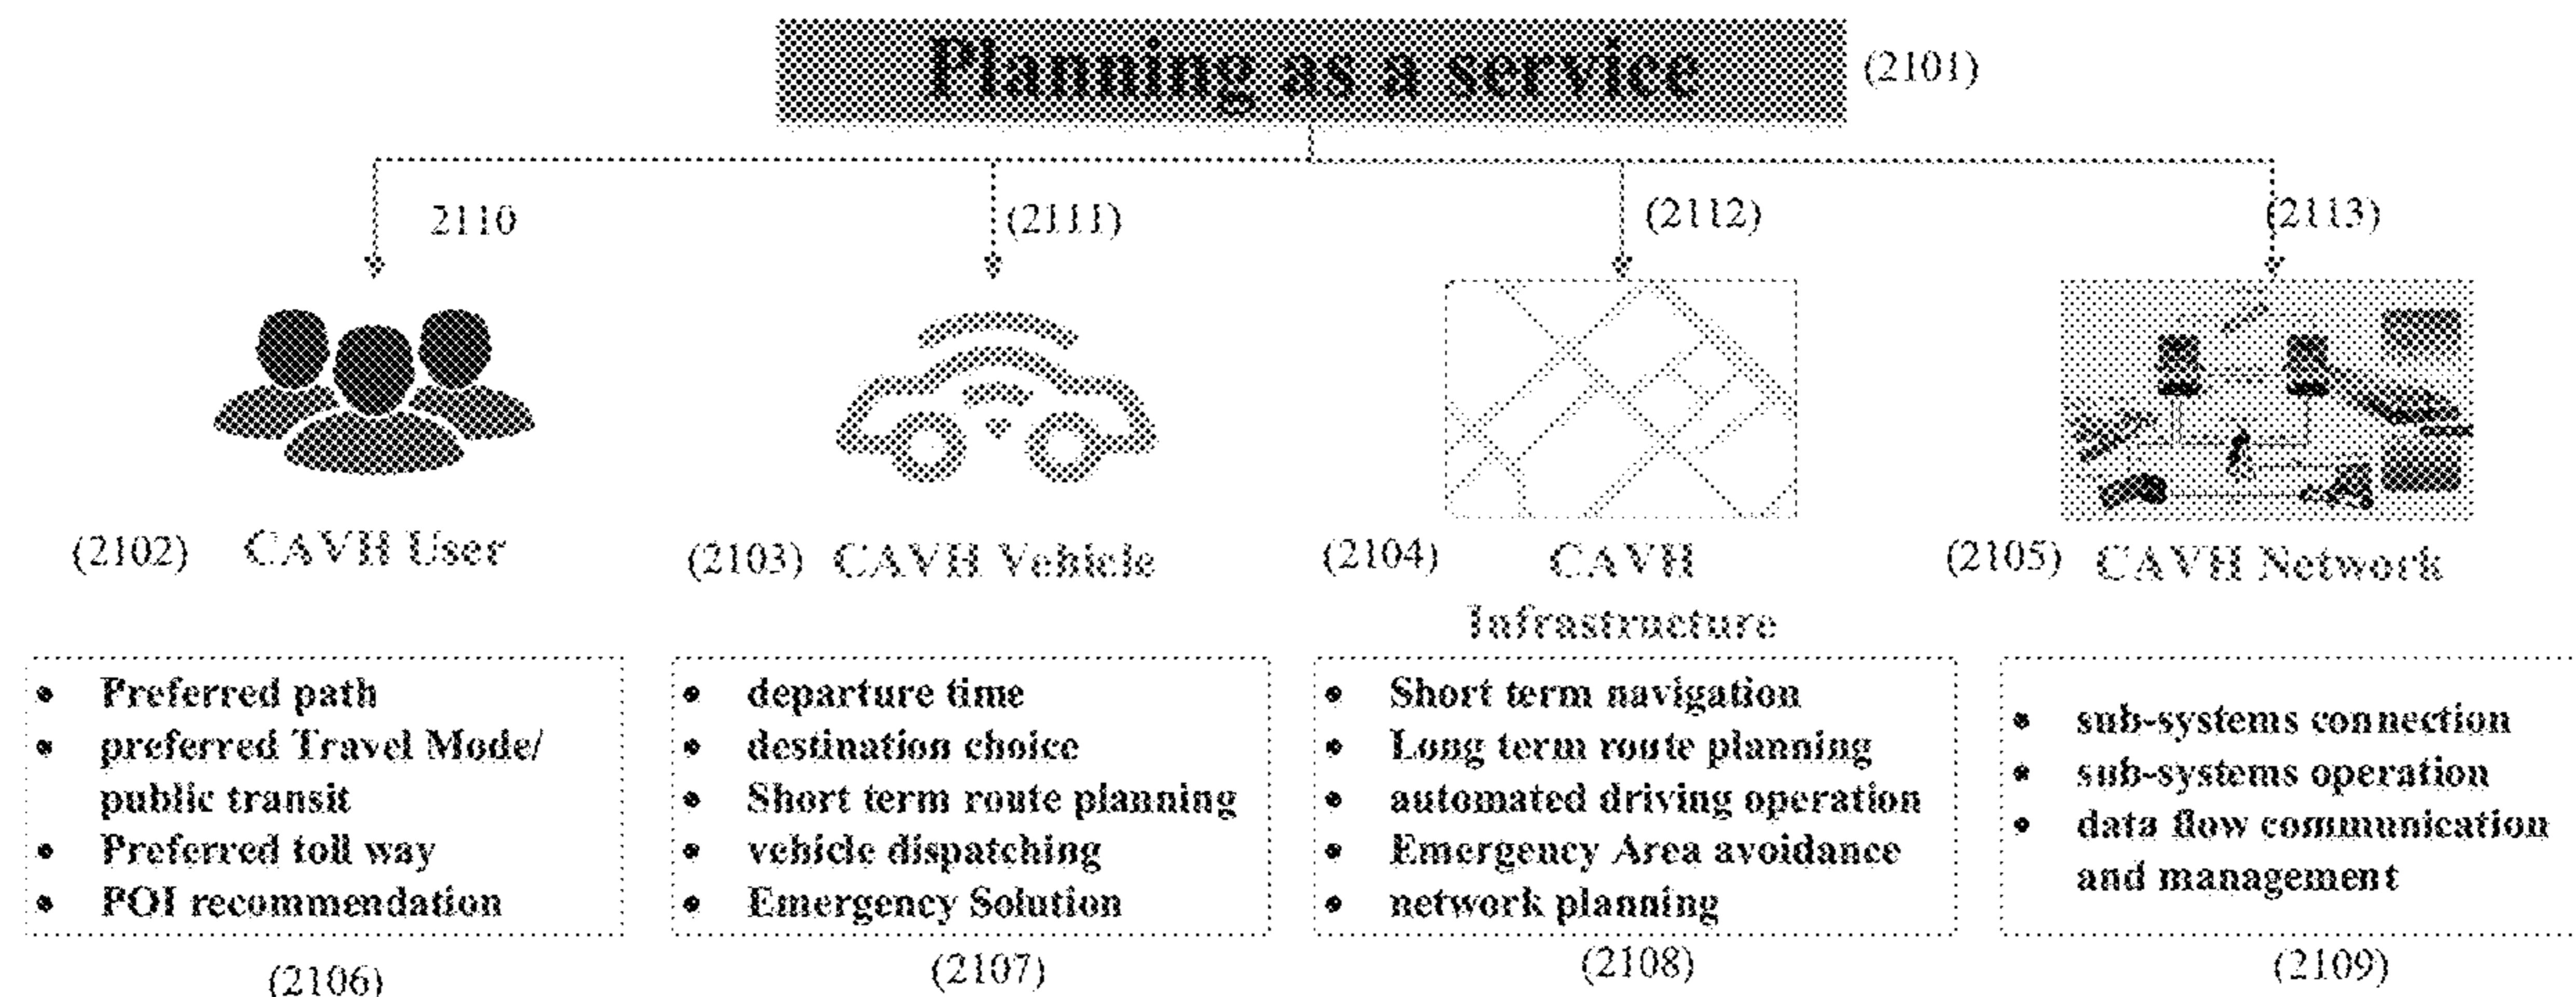 Planning as a service (2101)
2110 (2111) (2112) (2113)
(2102) CAVH User
(2103) CAVH Vehicle
(2104) CAVH
Infrastructure
(2105) CAVH Network
• Preferred path
• preferred Travel Mode/
public transit
• Preferred toll way
• POI recommendation
(2106)
• departure time
• destination choice
• Short term route planning
• vehicle dispatching
• Emergency Solution
(2107)
• Short term navigation
• Long term route planning
• automated driving operation
• Emergency Area avoidance
• network planning
(2108)
• sub-systems connection
• sub-systems operation
• data flow communication
and management
(2109)